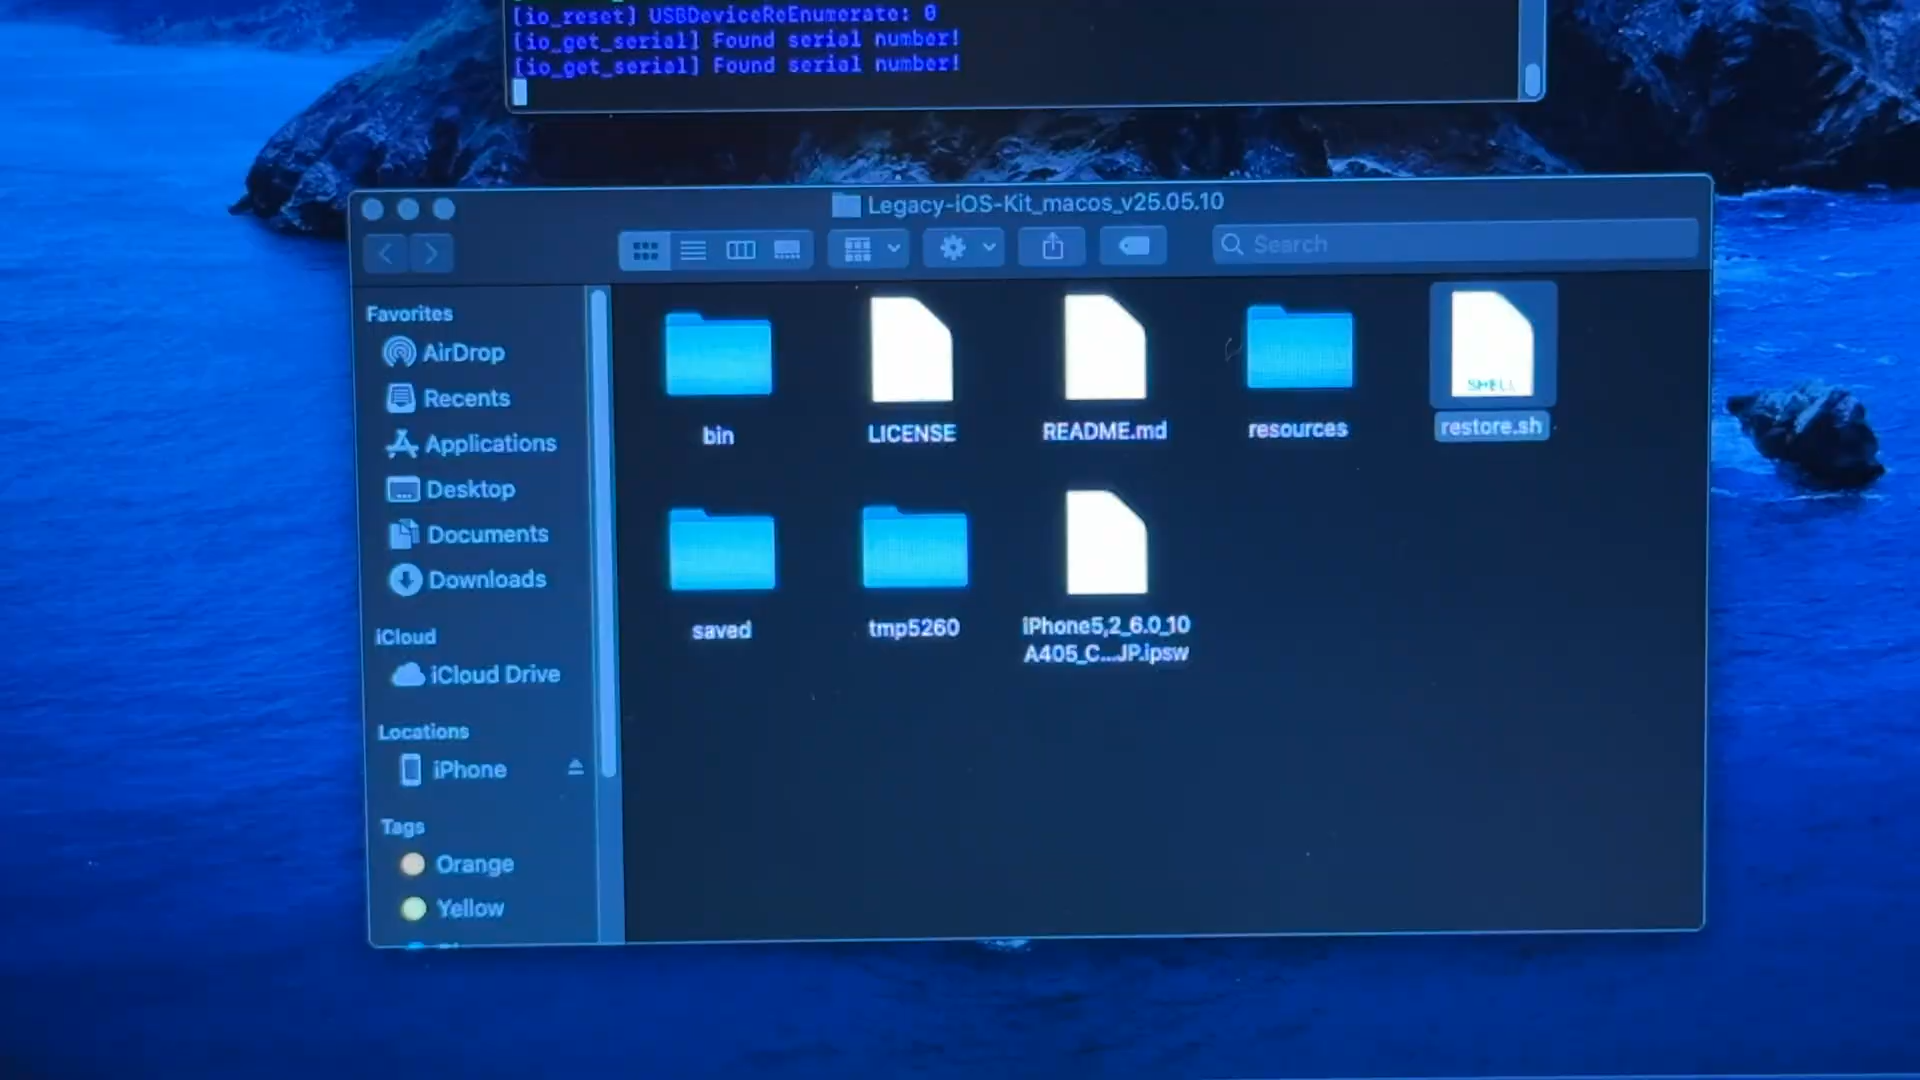 [io_reset] USBDeviceReEnumerate: 0
[io_get_serial] Found serial number!
[io_get_serial] Found serial number!
Legacy-iOS-Kit_macos_v25.05.10
Search
Favorites
AirDrop
Recents
Applications
Desktop
Documents
Downloads
iCloud
iCloud Drive
Locations
iPhone
Tags
Orange
Yellow
bin
LICENSE
README.md
resources
SHELL
restore.sh
saved
tmp5260
iPhone5,2_6.0_10
A405_C...JP.ipsw